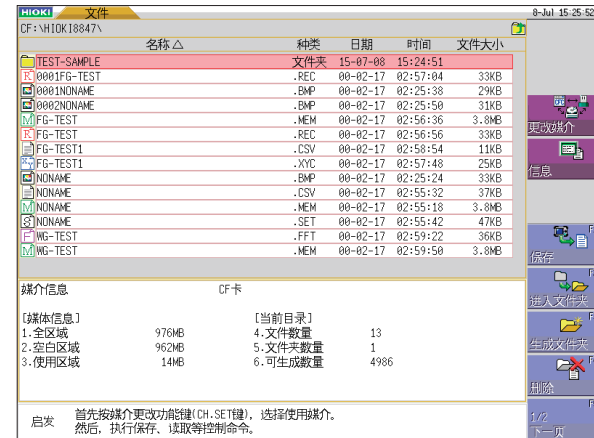 HIOKI 文件 8-Jul 15:25:52
CF:\HIOKI8847\
名称△ 种类 日期 时间 文件大小
TEST-SAMPLE 文件夹 15-07-08 15:24:51
0001FG-TEST .REC 00-02-17 02:57:04 33KB
0001NONAME .BMP 00-02-17 02:25:38 29KB
0002NONAME .BMP 00-02-17 02:25:50 31KB
FG-TEST .MEM 00-02-17 02:56:36 3.8MB
FG-TEST .REC 00-02-17 02:56:56 33KB
FG-TEST1 .CSV 00-02-17 02:58:54 11KB
FG-TEST1 .XYC 00-02-17 02:57:48 25KB
NONAME .BMP 00-02-17 02:25:24 33KB
NONAME .CSV 00-02-17 02:55:32 37KB
NONAME .MEM 00-02-17 02:55:18 3.8MB
NONAME .SET 00-02-17 02:55:42 47KB
WG-TEST .FFT 00-02-17 02:59:22 36KB
WG-TEST .MEM 00-02-17 02:59:50 3.8MB
更改媒介
信息
保存
进入文件夹
生成文件夹
删除
1/2
下一页
媒介信息 CF卡
[媒体信息] [当前目录]
1.全区域 976MB 4.文件数量 13
2.空白区域 962MB 5.文件夹数量 1
3.使用区域 14MB 6.可生成数量 4986
启发 首先按媒介更改功能键(CH.SET键)，选择使用媒介。
然后，执行保存、读取等控制命令。